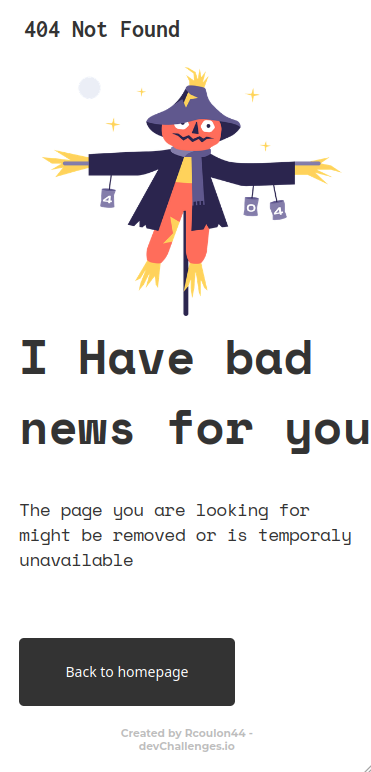 404 Not Found
4
0
4
I Have bad
news for you
The page you are looking for
might be removed or is temporaly
unavailable
Back to homepage
Created by Rcoulon44 -
devChallenges.io